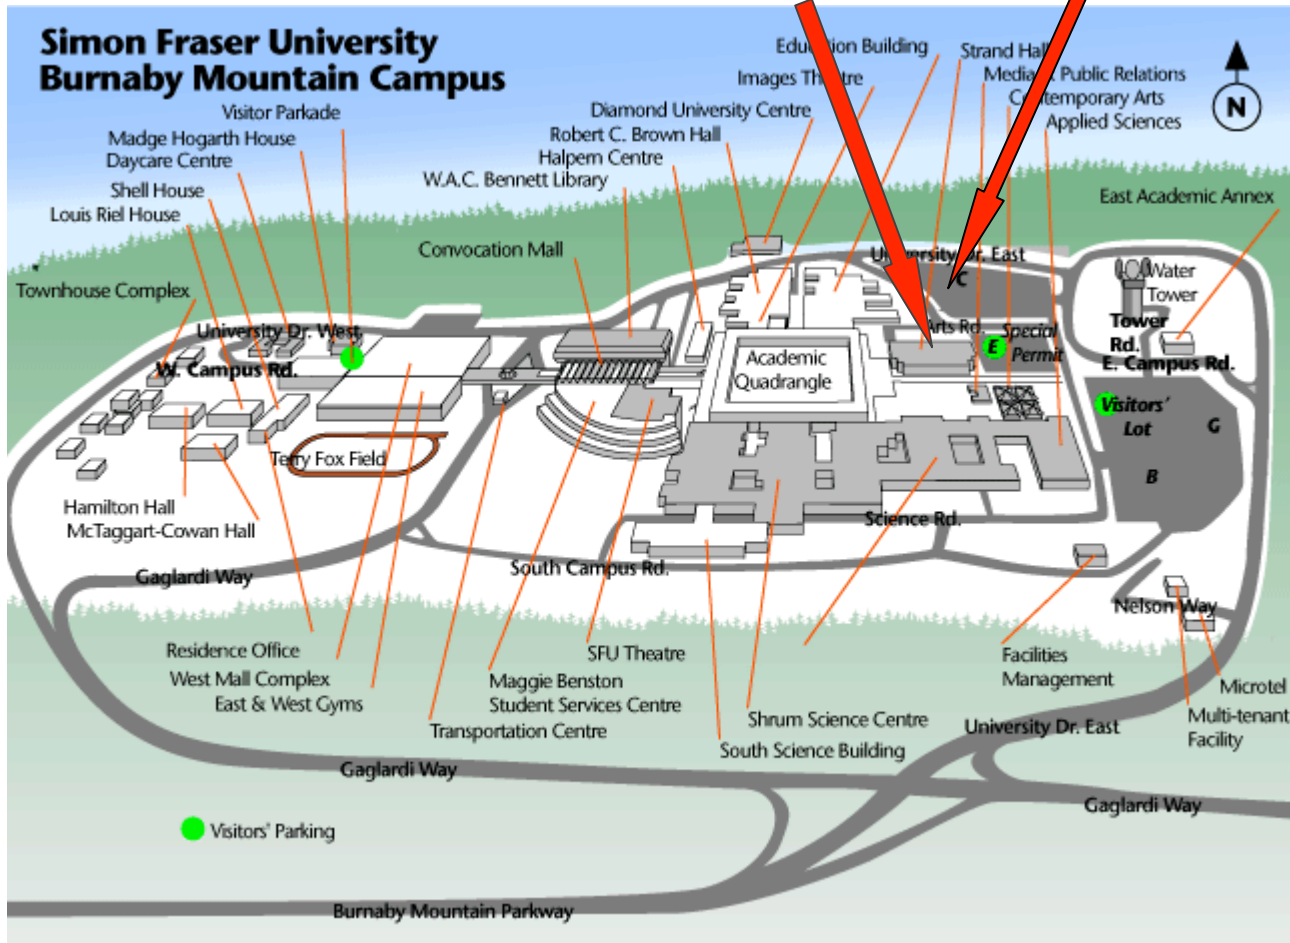 Simon Fraser University
Burnaby Mountain Campus
Visitor Parkade
Madge Hogarth House
Daycare Centre
Shell House
Louis Riel House
Townhouse Complex
Education Building
Images Theatre
Diamond University Centre
Robert C. Brown Hall
Halpern Centre
W.A.C. Bennett Library
Convocation Mall
Strand Hall
Media & Public Relations
Contemporary Arts
Applied Sciences
N
East Academic Annex
University Dr. East
C
Water
Tower
Tower
Rd.
E. Campus Rd.
University Dr. West
W. Campus Rd.
Arts Rd.
Special
Permit
E
Academic
Quadrangle
Visitors'
Lot
G
B
Terry Fox Field
Hamilton Hall
McTaggart-Cowan Hall
Science Rd.
South Campus Rd.
Gaglardi Way
Nelson Way
Residence Office
West Mall Complex
East & West Gyms
SFU Theatre
Maggie Benston
Student Services Centre
Transportation Centre
Shrum Science Centre
South Science Building
Facilities
Management
Microtel
Multi-tenant
Facility
University Dr. East
Gaglardi Way
Gaglardi Way
Visitors' Parking
Burnaby Mountain Parkway